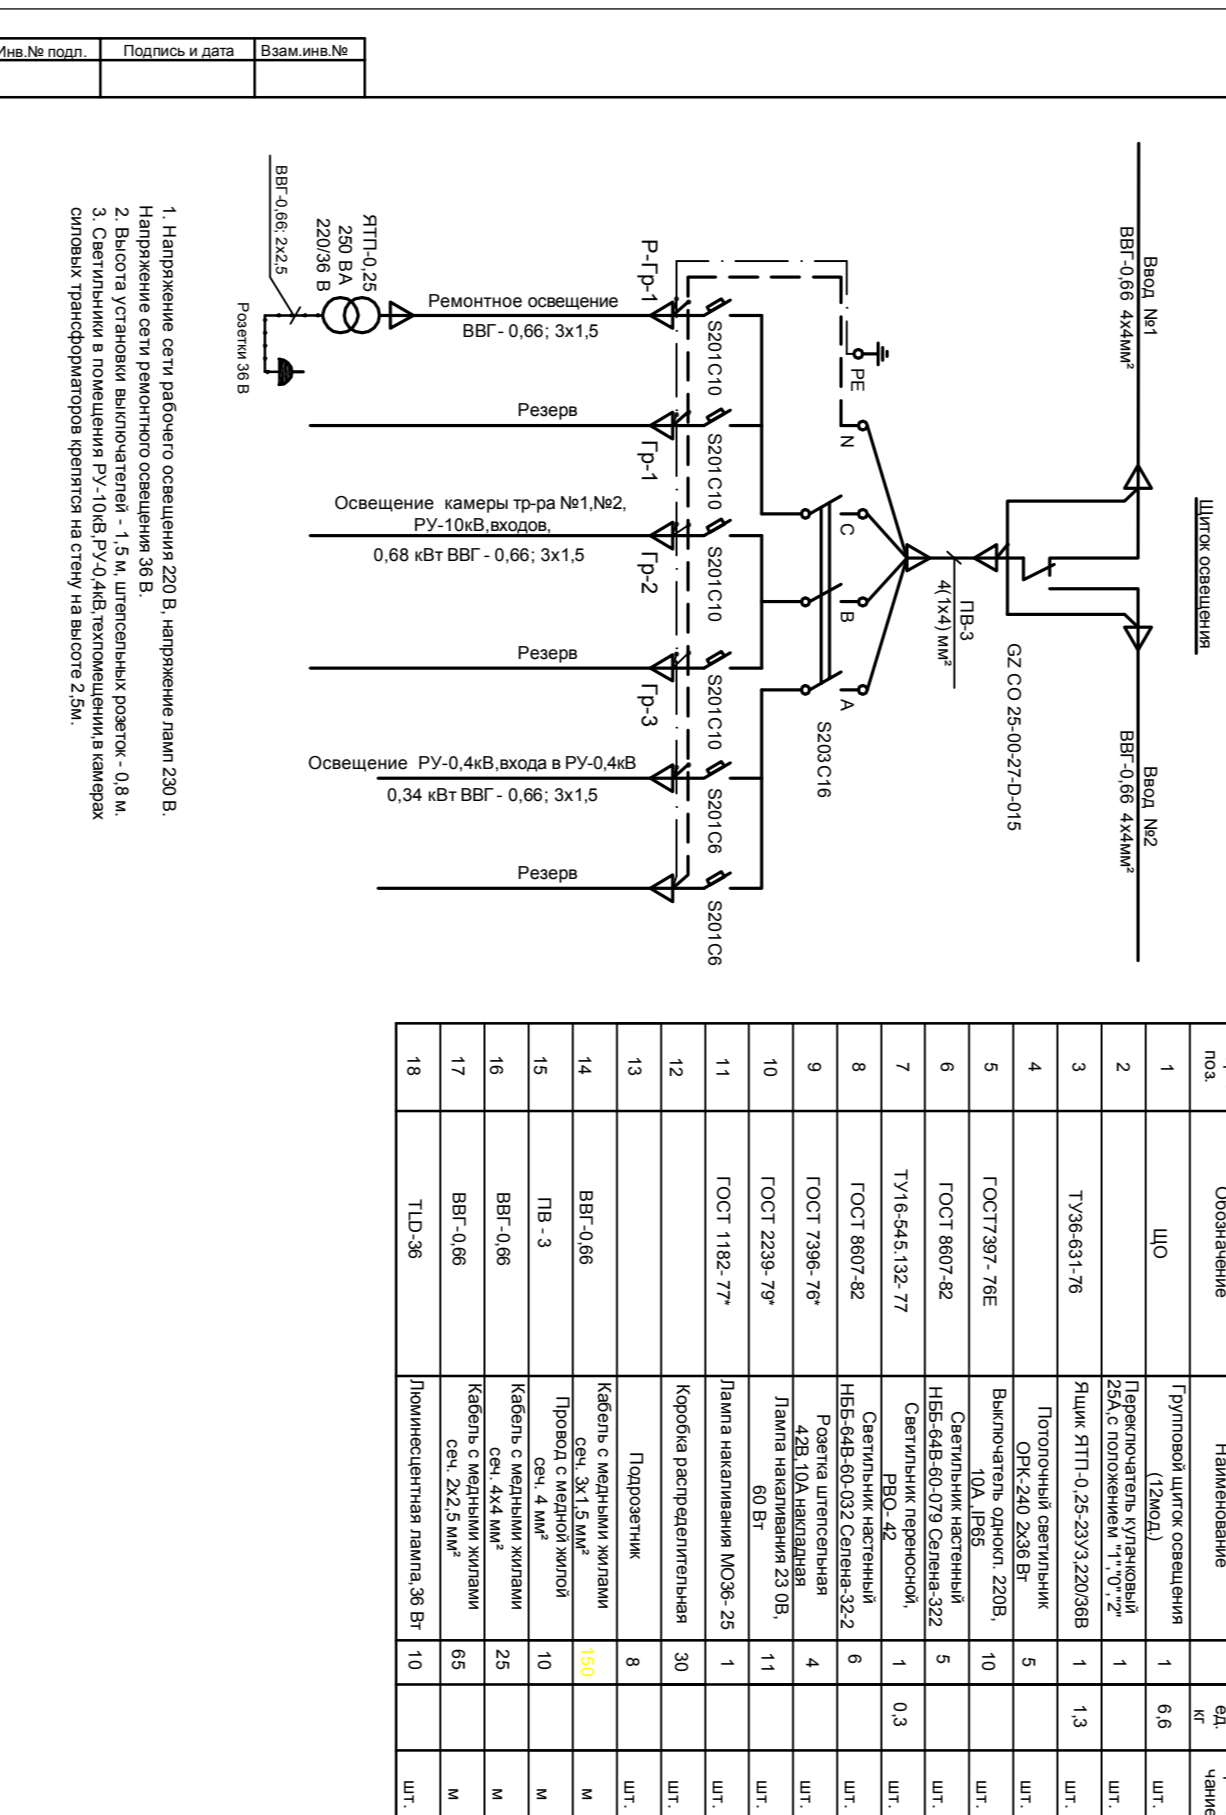 Инв.№ подл.
Подпись и дата
Взам.инв.№
Щиток освещения
Ввод №1
ВВГ-0,66 4х4мм²
Ввод №2
ВВГ-0,66 4х4мм²
GZ CO 25-00-27-D-015
ПВ-3
4(1х4) мм²
PE
N
C
B
A
S203 C16
S201C10
S201C10
S201C10
S201C10
S201C6
S201C6
Р-Гр-1
Гр-1
Гр-2
Гр-3
Ремонтное освещение
ВВГ - 0,66; 3х1,5
Резерв
Освещение камеры тр-ра №1,№2,
РУ-10кВ,входов,
0,68 кВт ВВГ - 0,66; 3х1,5
Резерв
Освещение РУ-0,4кВ,входа в РУ-0,4кВ
0,34 кВт ВВГ - 0,66; 3х1,5
Резерв
ЯТП-0,25
250 ВА
220/36 В
ВВГ-0,66; 2х2,5
Розетки 36 В
1. Напряжение сети рабочего освещения 220 В, напряжение ламп 230 В.
Напряжение сети ремонтного освещения 36 В.
2. Высота установки выключателей - 1,5 м, штепсельных розеток - 0,8 м.
3. Светильники в помещения РУ-10кВ,РУ-0,4кВ,техпомещении,в камерах
силовых трансформаторов крепятся на стену на высоте 2,5м.
поз.
Обозначение
Наименование
ед.
кг
чание
1
ЩО
Групповой щиток освещения
(12мод.)
1
6,6
шт.
2
Переключатель кулачковый
25А,с положением "1","0","2"
1
шт.
3
ТУ36-631-76
Ящик ЯТП-0,25-23У3,220/36В
1
1,3
шт.
4
Потолочный светильник
ОРК-240 2х36 Вт
5
шт.
5
ГОСТ7397- 76Е
Выключатель однокл. 220В,
10А ,IP65
10
шт.
6
ГОСТ 8607-82
Светильник настенный
НББ-64В-60-079 Селена-322
5
шт.
7
ТУ16-545.132- 77
Светильник переносной,
РВО- 42
1
0,3
шт.
8
ГОСТ 8607-82
Светильник настенный
НББ-64В-60-032 Селена-32-2
6
шт.
9
ГОСТ 7396- 76*
Розетка штепсельная
42В,10А накладная
4
шт.
10
ГОСТ 2239- 79*
Лампа накаливания 23 0В,
60 Вт
11
шт.
11
ГОСТ 1182- 77*
Лампа накаливания МО36- 25
1
шт.
12
Коробка распределительная
30
шт.
13
Подрозетник
8
шт.
14
ВВГ-0,66
Кабель с медными жилами
сеч. 3х1,5 мм²
150
м
15
ПВ - 3
Провод с медной жилой
сеч. 4 мм²
10
м
16
ВВГ-0,66
Кабель с медными жилами
сеч. 4х4 мм²
25
м
17
ВВГ-0,66
Кабель с медными жилами
сеч. 2х2,5 мм²
65
м
18
TLD-36
Люминесцентная лампа,36 Вт
10
шт.